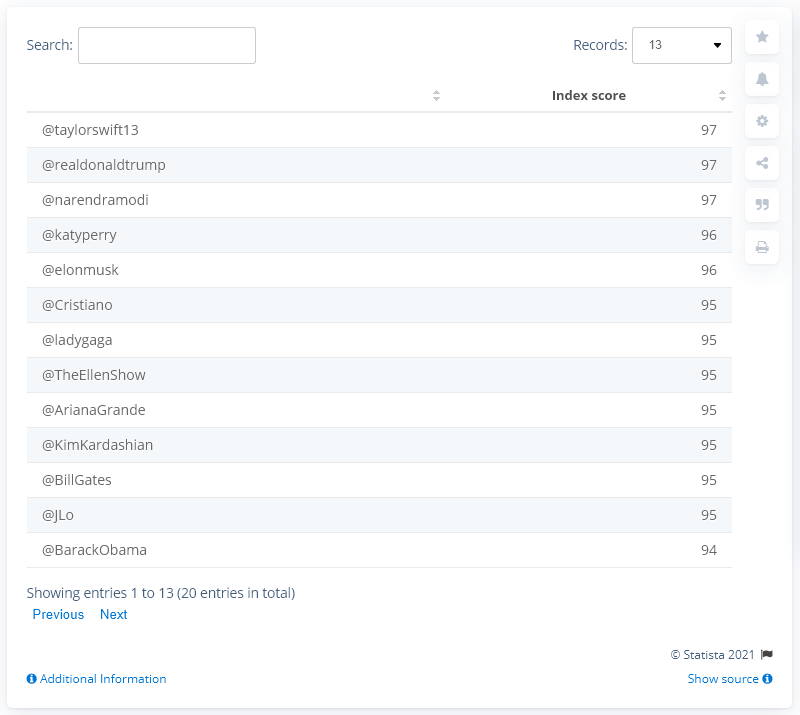 Search: Records: 13
Index score
@taylorswift13 97
@realdonaldtrump 97
@narendramodi 97
@katyperry 96
@elonmusk 96
@Cristiano 95
@ladygaga 95
@TheEllenShow 95
@ArianaGrande 95
@KimKardashian 95
@BillGates 95
@JLo 95
@BarackObama 94
Showing entries 1 to 13 (20 entries in total)
Previous Next
© Statista 2021
Additional Information Show source